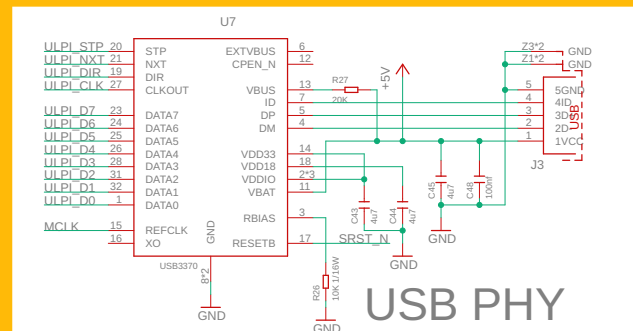 U7
ULPI_STP 20 STP EXTVBUS 6
ULPI_NXT 21 NXT CPEN_N 12
ULPI_DIR 19 DIR
ULPI_CLK 27 CLKOUT VBUS 13 R27 20K +5V
ID 7
ULPI_D7 23 DATA7 DP 5
ULPI_D6 24 DATA6 DM 4
ULPI_D5 25 DATA5
ULPI_D4 26 DATA4 VDD33 14
ULPI_D3 28 DATA3 VDD18 18
ULPI_D2 31 DATA2 VDDIO 2*3
ULPI_D1 32 DATA1 VBAT 11
ULPI_D0 1 DATA0
RBIAS 3
MCLK 15 REFCLK
16 XO RESETB 17 SRST_N
GND
USB3370
8*2
GND
Z3*2 GND
Z1*2 GND
5 5GND
4 4ID
3 3D+
2 2D-
1 1VCC
USB
J3
C43 4u7
C44 4u7
GND
C45 4u7
C48 100nf
GND
R26 10K 1/16W
GND
USB PHY